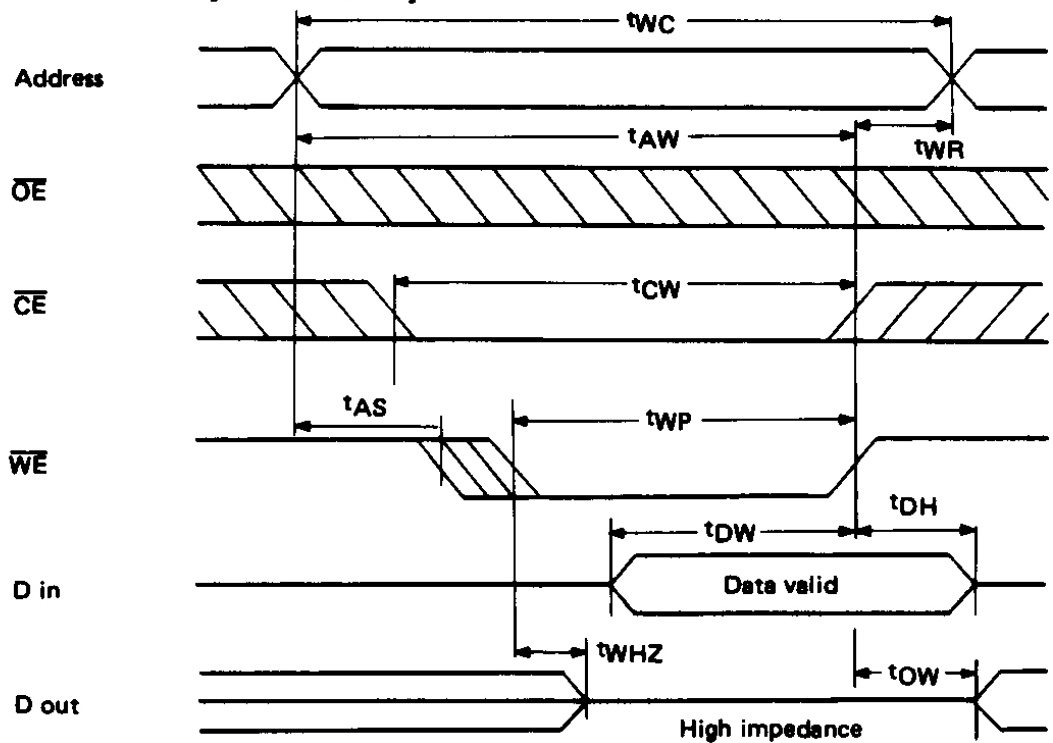 tWC
Address
tAW
tWR
OE
tCW
CE
tAS
tWP
WE
tDW
tDH
D in
Data valid
tWHZ
tOW
D out
High impedance